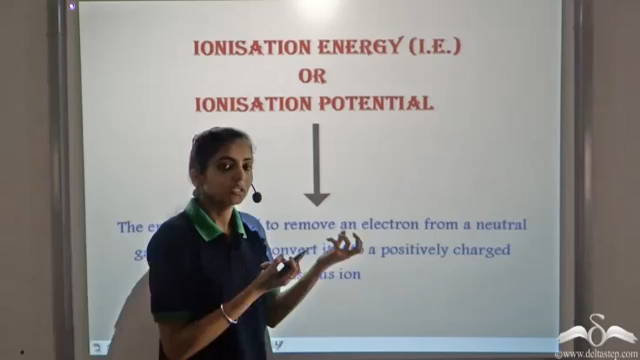 IONISATION ENERGY (I.E.)
OR
IONISATION POTENTIAL
The to remove an electron from a neutral
a positively charged
ion
©www.deltastep.com